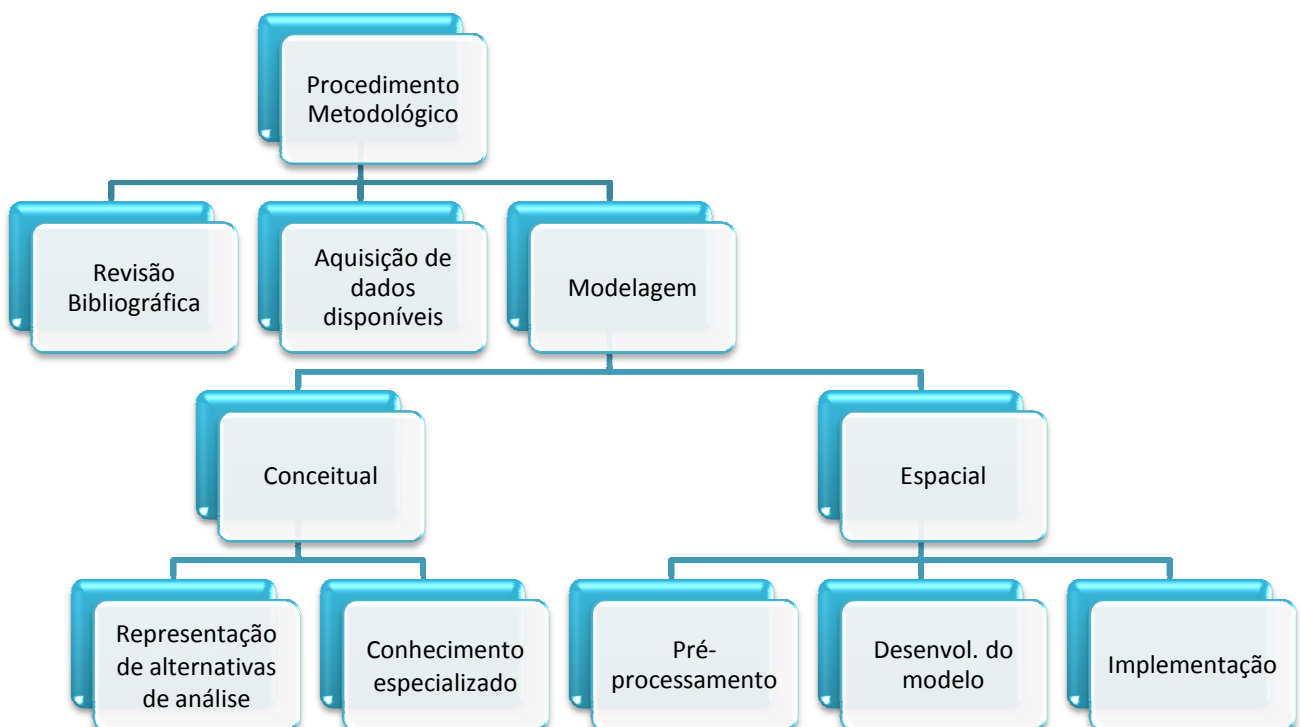 Procedimento
Metodológico
Revisão
Bibliográfica
Aquisição de
dados
disponíveis
Modelagem
Conceitual
Espacial
Representação
de alternativas
de análise
Conhecimento
especializado
Pré-
processamento
Desenvol. do
modelo
Implementação